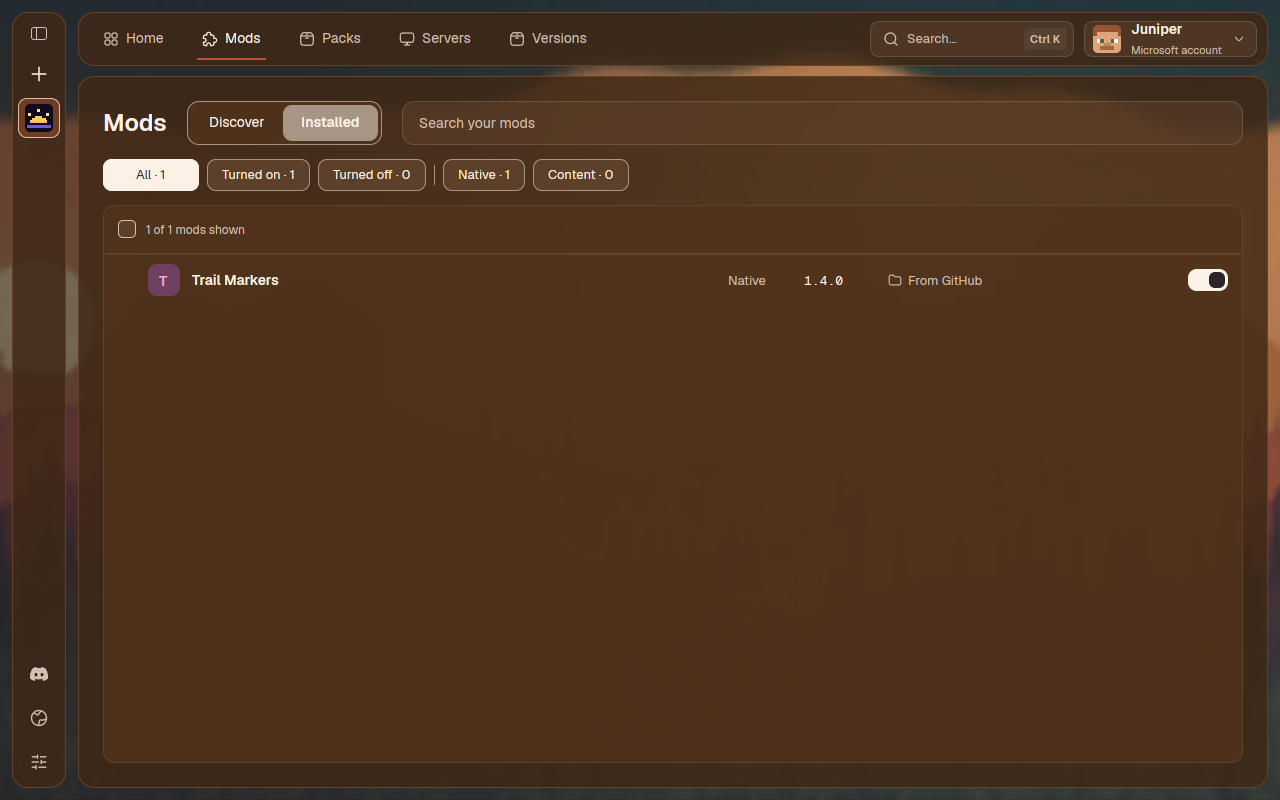 Home
Mods
Packs
Servers
Versions
Search...
Ctrl K
Juniper
Microsoft account
Mods
Discover
Installed
Search your mods
All · 1
Turned on · 1
Turned off · 0
Native · 1
Content · 0
1 of 1 mods shown
T
Trail Markers
Native
1.4.0
From GitHub